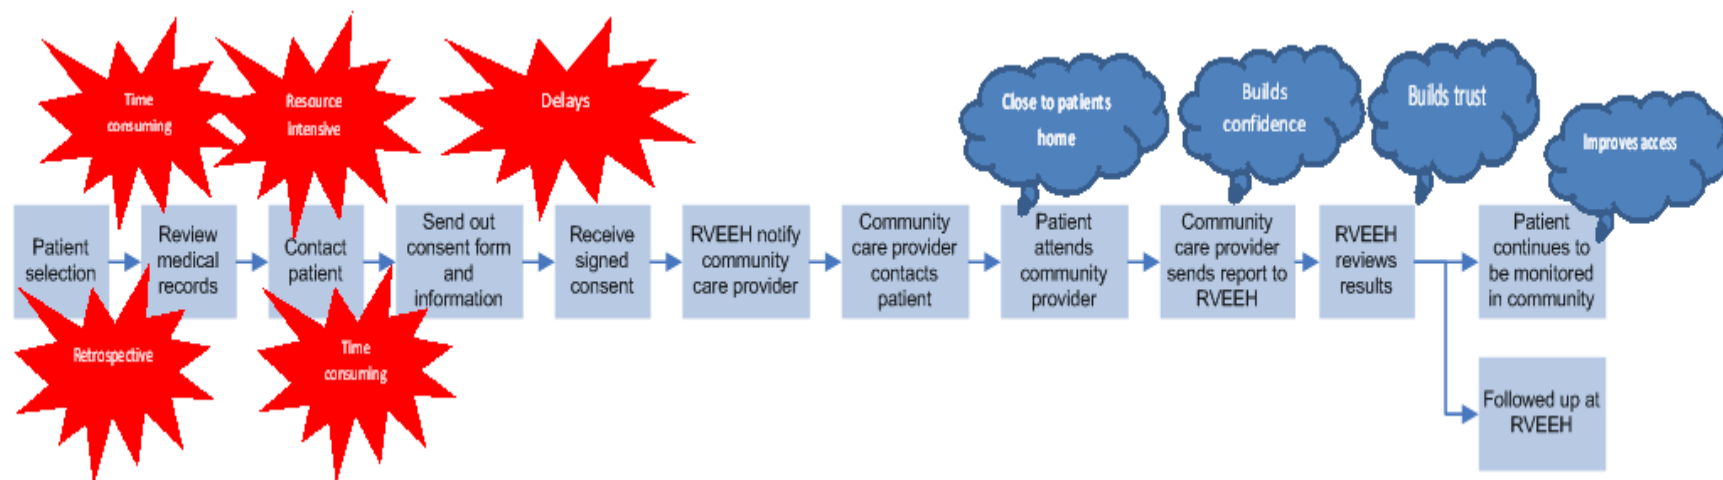 Time
consuming
Resource
Intensive
Delays
Close to patients
home
Builds
confidence
Builds trust
Improves access
Patient
selection
Review
medical
records
Contact
patient
Send out
consent form
and
information
Receive
signed
consent
RVEEH notify
community
care provider
Community
care provider
contacts
patient
Patient
attends
community
provider
Community
care provider
sends report to
RVEEH
RVEEH
reviews
results
Patient
continues to
be monitored
in community
Retrospective
Time
consuming
Followed up at
RVEEH